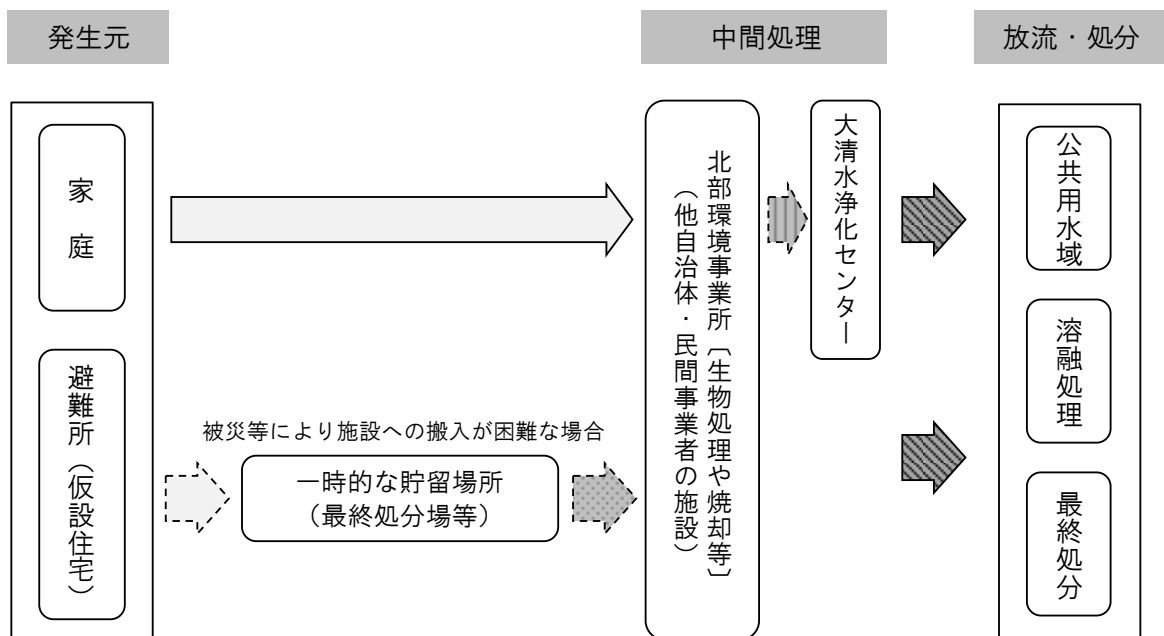 発生元
中間処理
放流・処分
家庭
避難所（仮設住宅）
被災等により施設への搬入が困難な場合
一時的な貯留場所
（最終処分場等）
北部環境事業所〔生物処理や焼却等〕
（他自治体・民間事業者の施設）
大清水浄化センター
公共用水域
溶融処理
最終処分